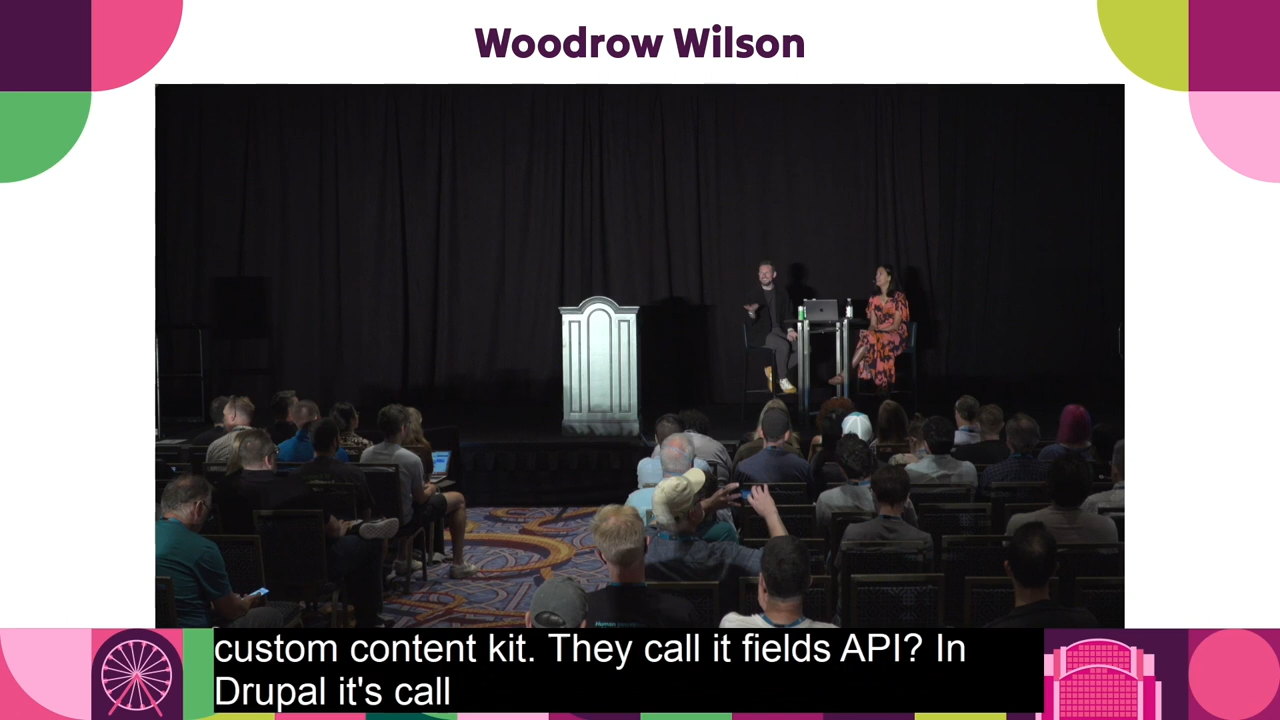 Woodrow Wilson
custom content kit. They call it fields API? In
Drupal it's call